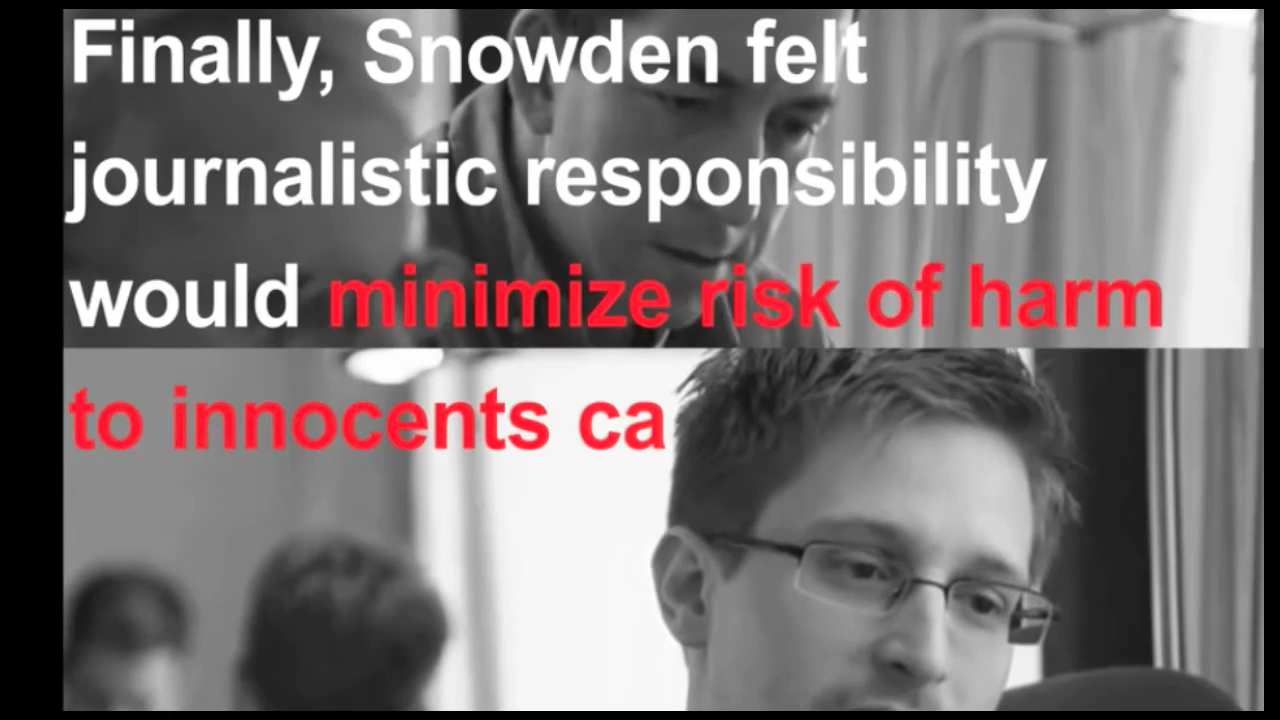 Finally, Snowden felt
journalistic responsibility
would minimize risk of harm
to innocents ca